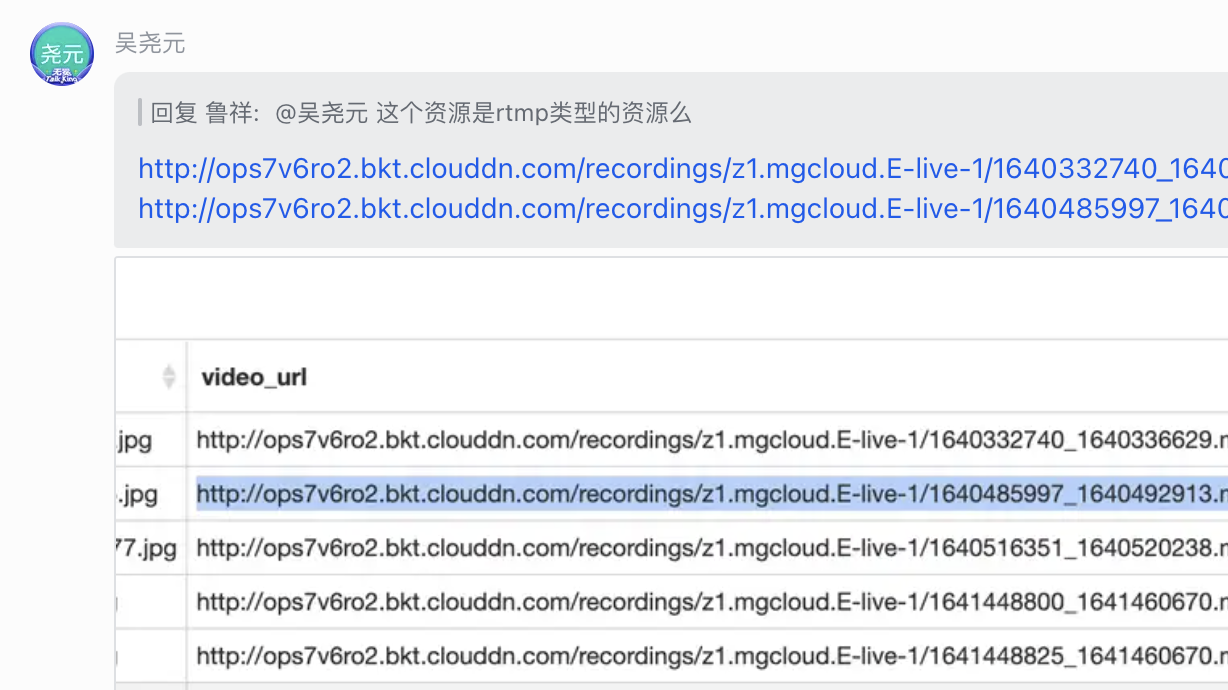 吴尧元
尧元
无冕
Talk King
回复 鲁祥: @吴尧元 这个资源是rtmp类型的资源么
http://ops7v6ro2.bkt.clouddn.com/recordings/z1.mgcloud.E-live-1/1640332740_1640
http://ops7v6ro2.bkt.clouddn.com/recordings/z1.mgcloud.E-live-1/1640485997_1640
video_url
.jpg http://ops7v6ro2.bkt.clouddn.com/recordings/z1.mgcloud.E-live-1/1640332740_1640336629.m
.jpg http://ops7v6ro2.bkt.clouddn.com/recordings/z1.mgcloud.E-live-1/1640485997_1640492913.m
77.jpg http://ops7v6ro2.bkt.clouddn.com/recordings/z1.mgcloud.E-live-1/1640516351_1640520238.m
http://ops7v6ro2.bkt.clouddn.com/recordings/z1.mgcloud.E-live-1/1641448800_1641460670.m
http://ops7v6ro2.bkt.clouddn.com/recordings/z1.mgcloud.E-live-1/1641448825_1641460670.m